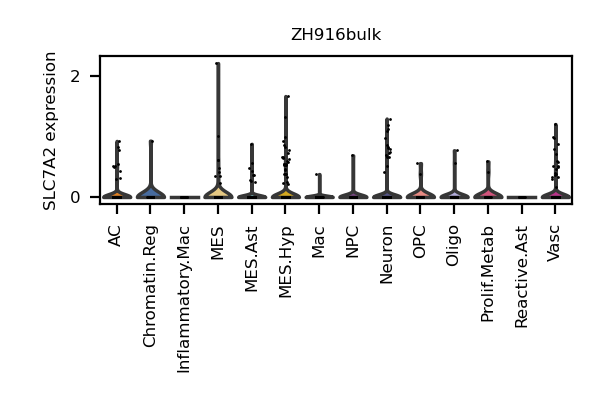 ZH916bulk
SLC7A2 expression
2
0
AC
Chromatin.Reg
Inflammatory.Mac
MES
MES.Ast
MES.Hyp
Mac
NPC
Neuron
OPC
Oligo
Prolif.Metab
Reactive.Ast
Vasc